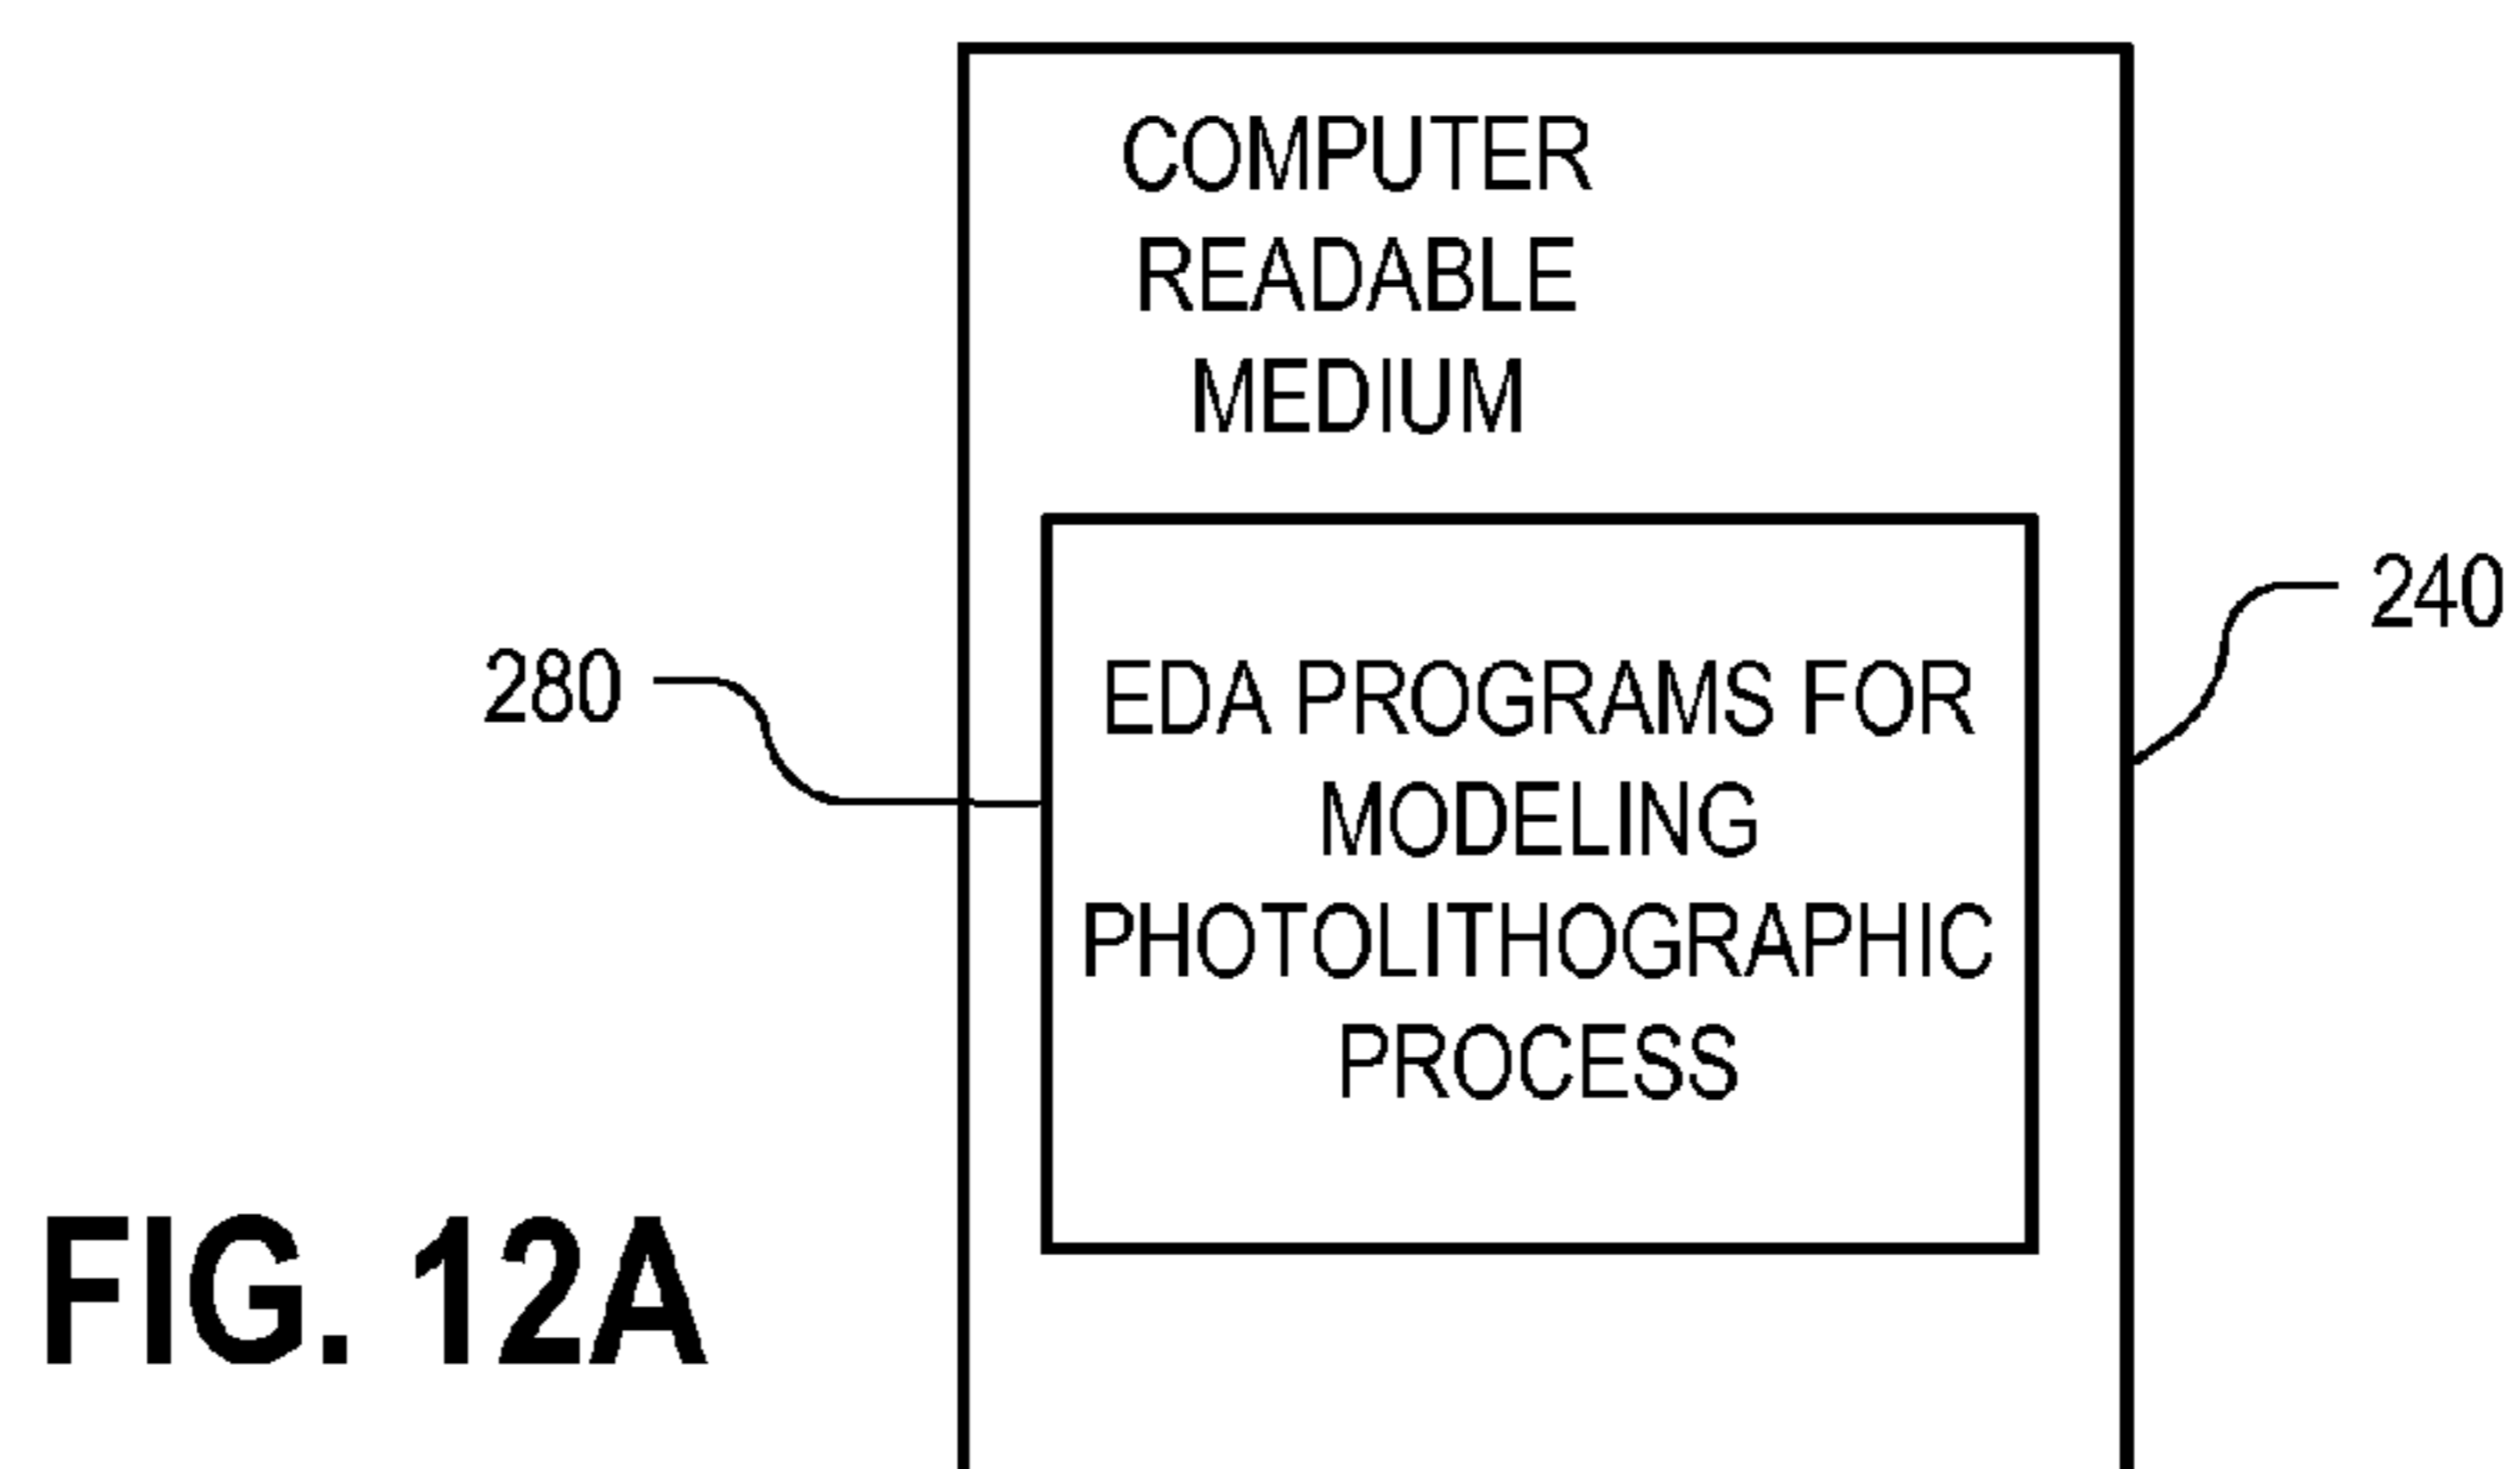 COMPUTER
READABLE
MEDIUM
240
280
EDA PROGRAMS FOR
MODELING
PHOTOLITHOGRAPHIC
PROCESS
FIG. 12A